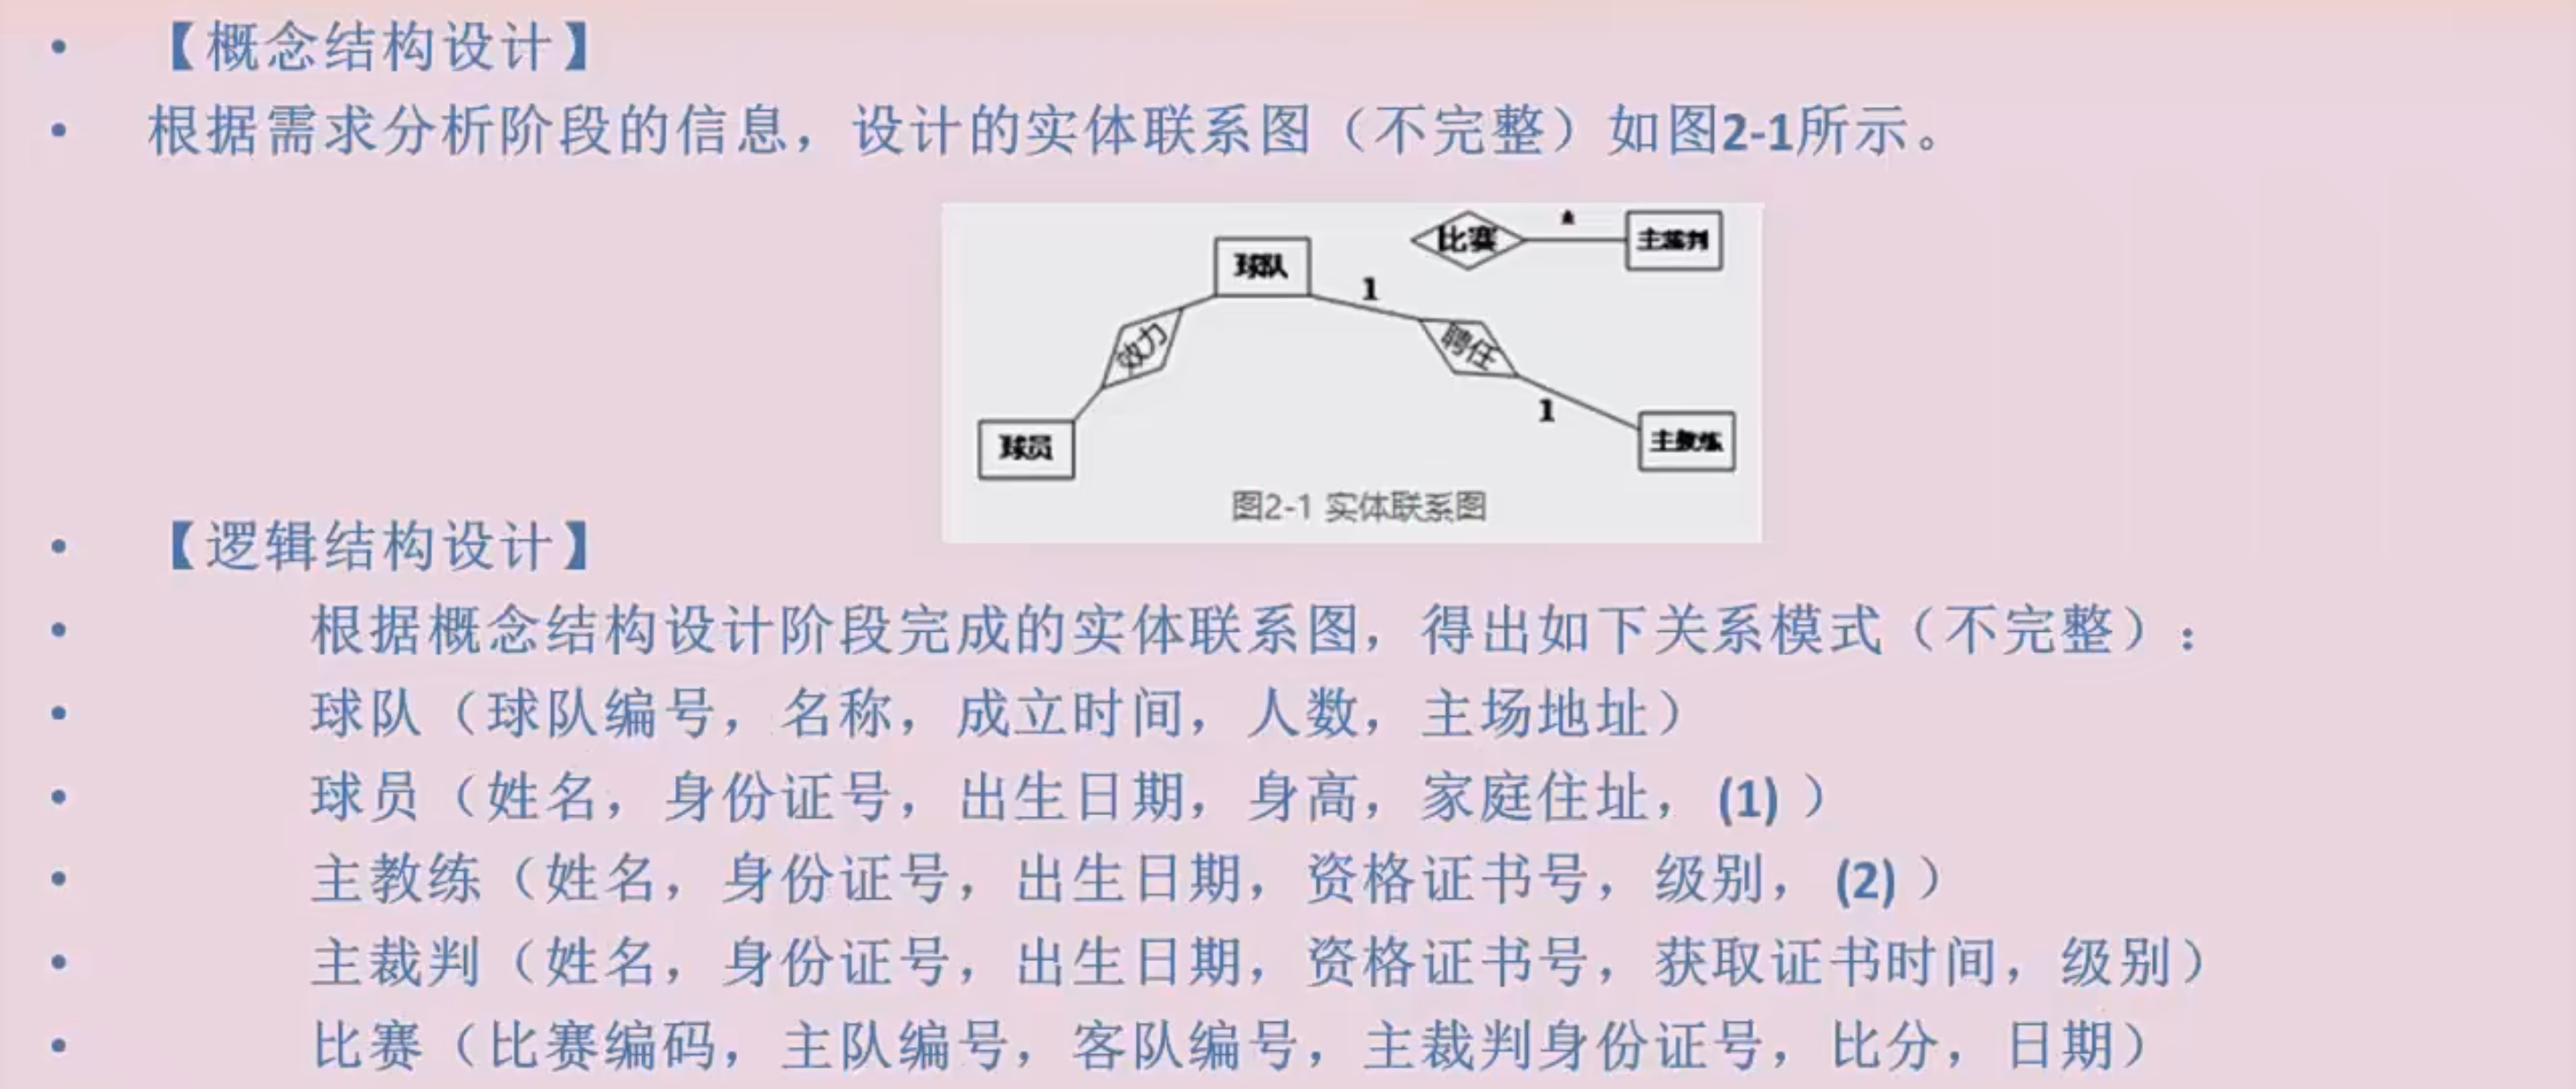 【概念结构设计】
根据需求分析阶段的信息，设计的实体联系图（不完整）如图2-1所示。
比赛
主裁判
球队
1
效力
聘任
1
球员
主教练
图2-1 实体联系图
【逻辑结构设计】
根据概念结构设计阶段完成的实体联系图，得出如下关系模式（不完整）：
球队（球队编号，名称，成立时间，人数，主场地址）
球员（姓名，身份证号，出生日期，身高，家庭住址，(1) ）
主教练（姓名，身份证号，出生日期，资格证书号，级别，(2) ）
主裁判（姓名，身份证号，出生日期，资格证书号，获取证书时间，级别）
比赛（比赛编码，主队编号，客队编号，主裁判身份证号，比分，日期）